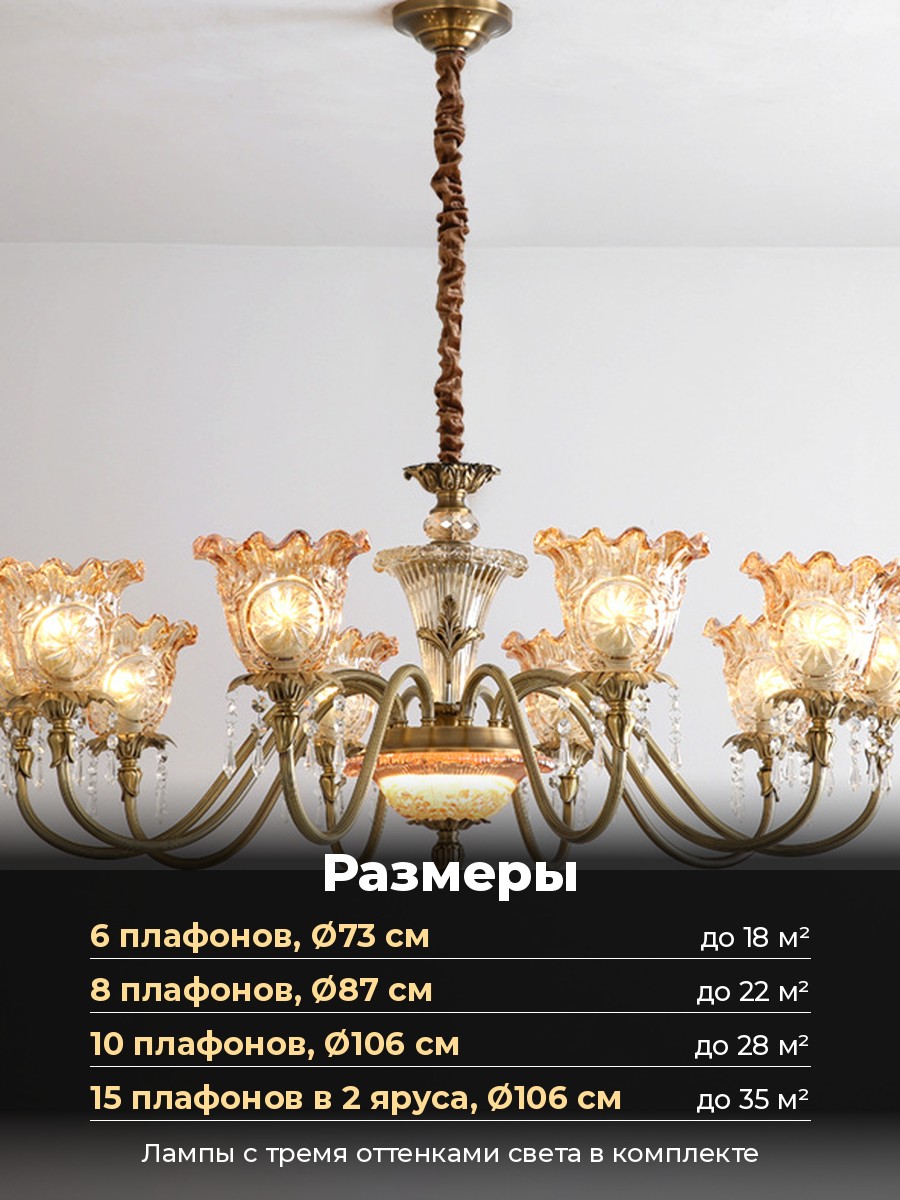 Размеры
6 плафонов, Ø73 см до 18 м²
8 плафонов, Ø87 см до 22 м²
10 плафонов, Ø106 см до 28 м²
15 плафонов в 2 яруса, Ø106 см до 35 м²
Лампы с тремя оттенками света в комплекте